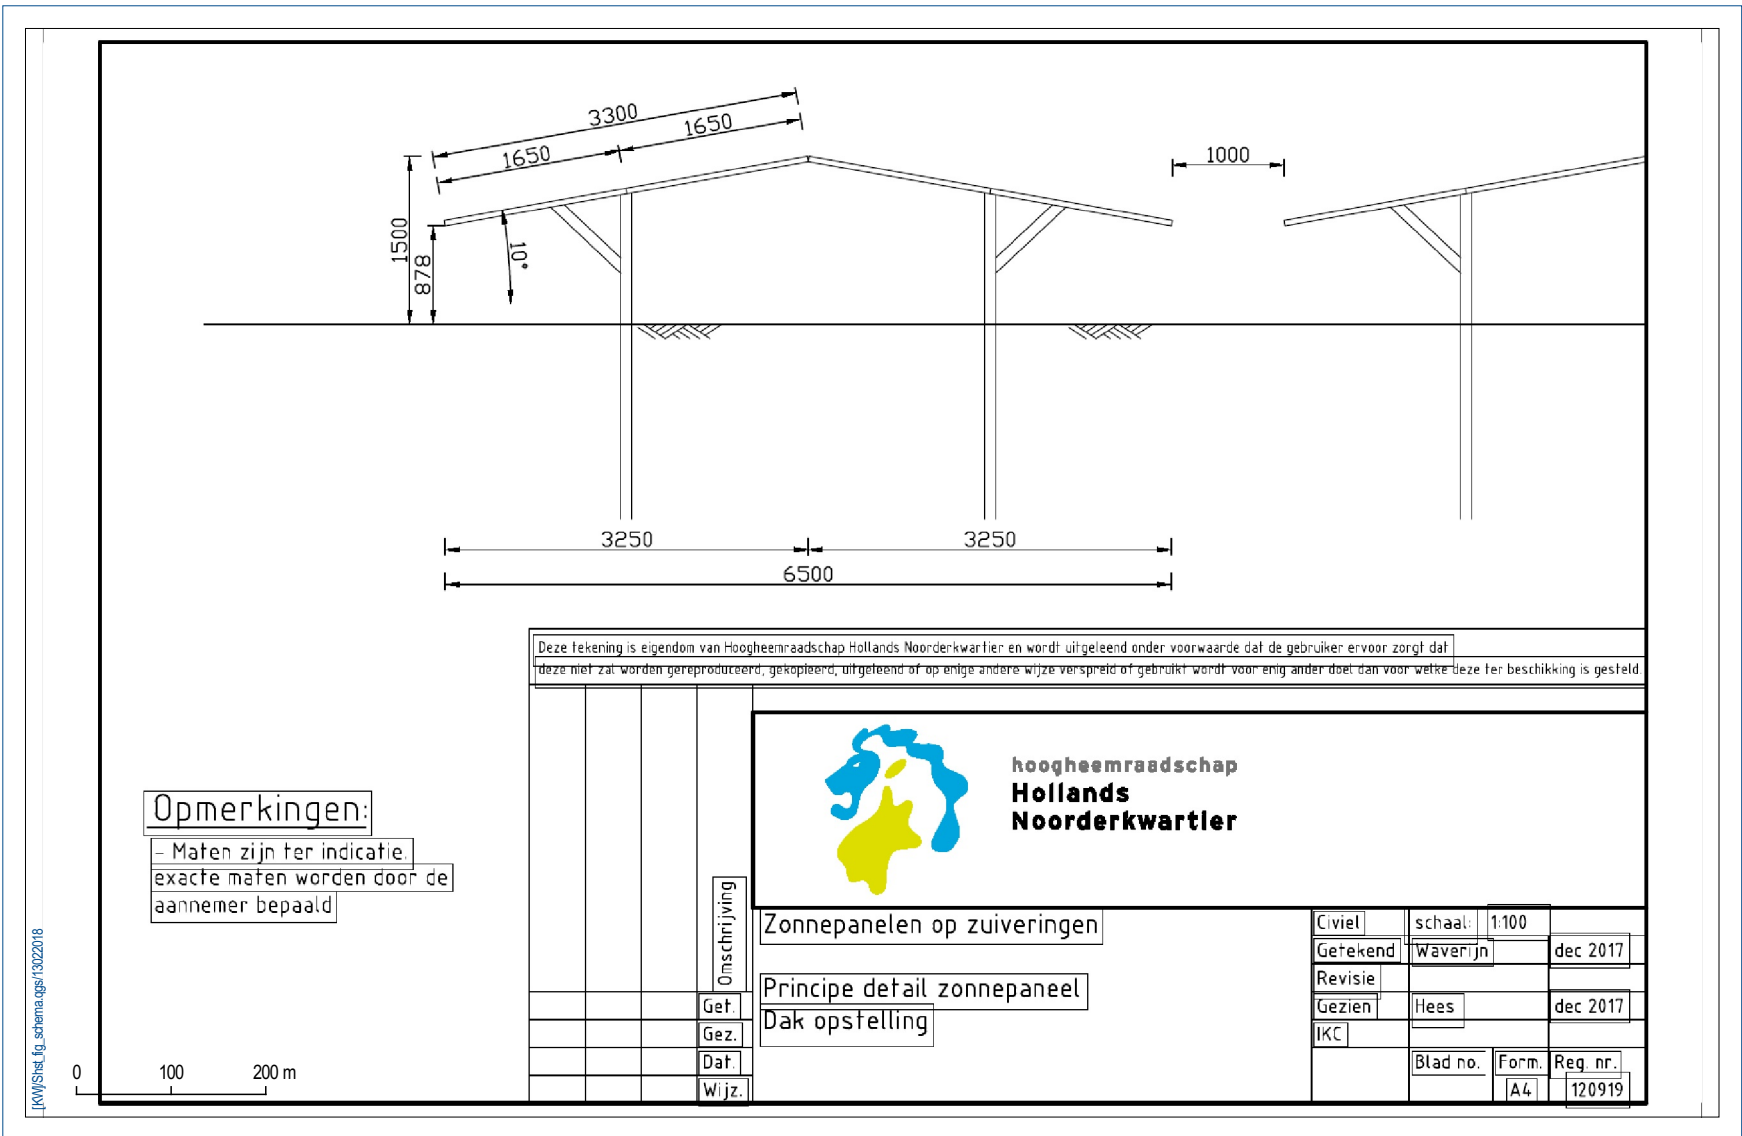 3300
1650
1650
1000
1500
878
10°
3250
3250
6500
Deze tekening is eigendom van Hoogheemraadschap Hollands Noorderkwartier en wordt uitgeleend onder voorwaarde dat de gebruiker ervoor zorgt dat
deze niet zal worden gereproduceerd, gekopieerd, uitgeleend of op enige andere wijze verspreid of gebruikt wordt voor enig ander doel dan voor welke deze ter beschikking is gesteld.
hoogheemraadschap
Hollands
Noorderkwartier
Opmerkingen:
- Maten zijn ter indicatie.
exacte maten worden door de
aannemer bepaald
Omschrijving
Get.
Gez.
Dat.
Wijz.
Zonnepanelen op zuiveringen
Principe detail zonnepaneel
Dak opstelling
Civiel schaal: 1:100
Getekend Waverijn dec 2017
Revisie
Gezien Hees dec 2017
IKC
Blad no. Form. Reg. nr.
A4 120919
0 100 200 m
[KW]/Shst_fig_schema.qgs/13022018